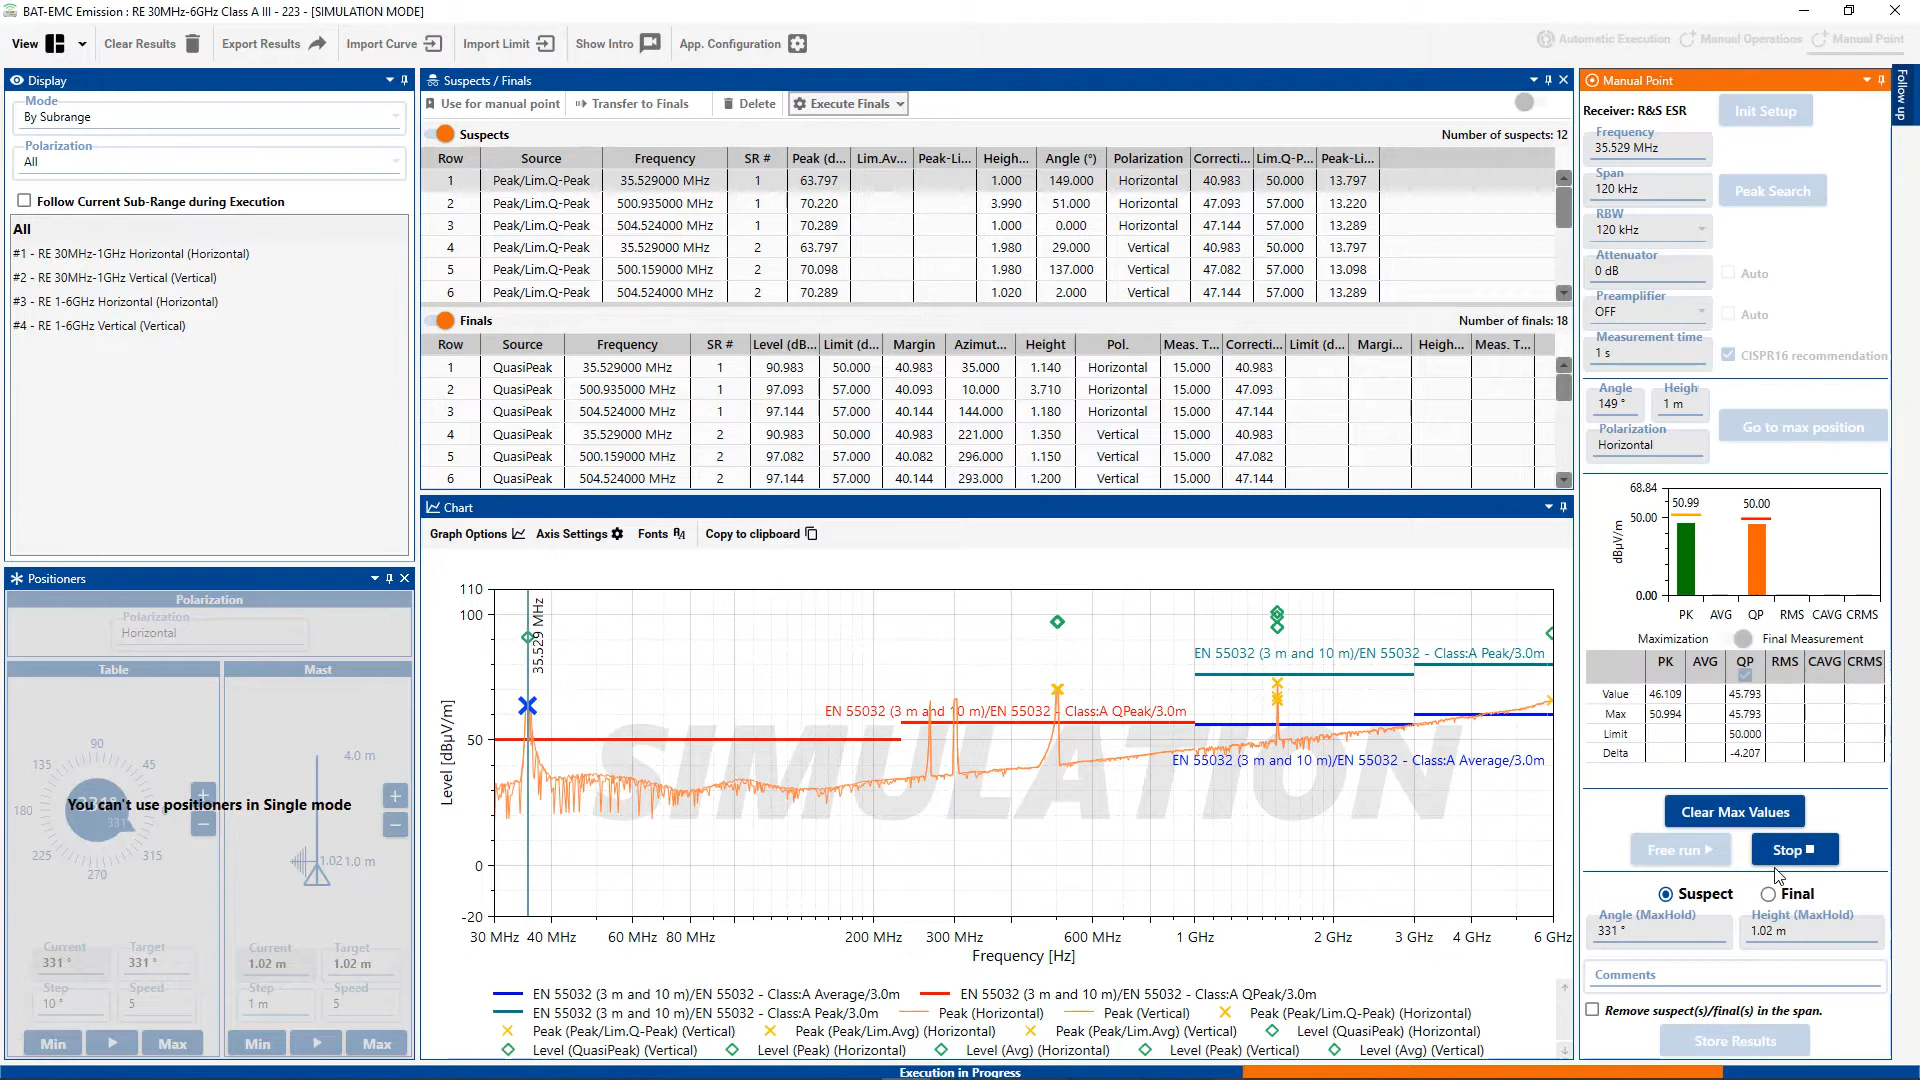 BAT-EMC Emission : RE 30MHz-6GHz Class A III - 223 - [SIMULATION MODE]
View
Clear Results
Export Results
Import Curve
Import Limit
Show Intro
App. Configuration
Automatic Execution
Manual Operations
Manual Point
Display
Mode
By Subrange
Polarization
All
Follow Current Sub-Range during Execution
All
#1 - RE 30MHz-1GHz Horizontal (Horizontal)
#2 - RE 30MHz-1GHz Vertical (Vertical)
#3 - RE 1-6GHz Horizontal (Horizontal)
#4 - RE 1-6GHz Vertical (Vertical)
Positioners
Polarization
Polarization
Horizontal
Table
Mast
90
135
45
180
225
315
270
331
4.0 m
1.02
1.0 m
You can't use positioners in Single mode
Current
331 °
Target
331 °
Step
10 °
Speed
5
Current
1.02 m
Target
1.02 m
Step
1 m
Speed
5
Min
Max
Min
Max
Suspects / Finals
Use for manual point
Transfer to Finals
Delete
Execute Finals
Suspects
Number of suspects: 12
Row Source Frequency SR # Peak (d... Lim.Av... Peak-Li... Heigh... Angle (°) Polarization Correcti... Lim.Q-P... Peak-Li...
1 Peak/Lim.Q-Peak 35.529000 MHz 1 63.797 1.000 149.000 Horizontal 40.983 50.000 13.797
2 Peak/Lim.Q-Peak 500.935000 MHz 1 70.220 3.990 51.000 Horizontal 47.093 57.000 13.220
3 Peak/Lim.Q-Peak 504.524000 MHz 1 70.289 1.000 0.000 Horizontal 47.144 57.000 13.289
4 Peak/Lim.Q-Peak 35.529000 MHz 2 63.797 1.980 29.000 Vertical 40.983 50.000 13.797
5 Peak/Lim.Q-Peak 500.159000 MHz 2 70.098 1.980 137.000 Vertical 47.082 57.000 13.098
6 Peak/Lim.Q-Peak 504.524000 MHz 2 70.289 1.020 2.000 Vertical 47.144 57.000 13.289
Finals
Number of finals: 18
Row Source Frequency SR # Level (dB... Limit (d... Margin Azimut... Height Pol. Meas. T... Correcti... Limit (d... Margi... Heigh... Meas. T...
1 QuasiPeak 35.529000 MHz 1 90.983 50.000 40.983 35.000 1.140 Horizontal 15.000 40.983
2 QuasiPeak 500.935000 MHz 1 97.093 57.000 40.093 10.000 3.710 Horizontal 15.000 47.093
3 QuasiPeak 504.524000 MHz 1 97.144 57.000 40.144 144.000 1.180 Horizontal 15.000 47.144
4 QuasiPeak 35.529000 MHz 2 90.983 50.000 40.983 221.000 1.350 Vertical 15.000 40.983
5 QuasiPeak 500.159000 MHz 2 97.082 57.000 40.082 296.000 1.150 Vertical 15.000 47.082
6 QuasiPeak 504.524000 MHz 2 97.144 57.000 40.144 293.000 1.200 Vertical 15.000 47.144
Chart
Graph Options
Axis Settings
Fonts
Copy to clipboard
110
100
50
0
-20
Level [dBµV/m]
35.529 MHz
EN 55032 (3 m and 10 m)/EN 55032 - Class:A Peak/3.0m
EN 55032 (3 m and 10 m)/EN 55032 - Class:A QPeak/3.0m
EN 55032 (3 m and 10 m)/EN 55032 - Class:A Average/3.0m
SIMULATION
30 MHz 40 MHz 60 MHz 80 MHz 200 MHz 300 MHz 600 MHz 1 GHz 2 GHz 3 GHz 4 GHz 6 GHz
Frequency [Hz]
EN 55032 (3 m and 10 m)/EN 55032 - Class:A Average/3.0m EN 55032 (3 m and 10 m)/EN 55032 - Class:A QPeak/3.0m
EN 55032 (3 m and 10 m)/EN 55032 - Class:A Peak/3.0m Peak (Horizontal) Peak (Vertical) Peak (Peak/Lim.Q-Peak) (Horizontal)
Peak (Peak/Lim.Q-Peak) (Vertical) Peak (Peak/Lim.Avg) (Horizontal) Peak (Peak/Lim.Avg) (Vertical) Level (QuasiPeak) (Horizontal)
Level (QuasiPeak) (Vertical) Level (Peak) (Horizontal) Level (Avg) (Horizontal) Level (Peak) (Vertical) Level (Avg) (Vertical)
Manual Point
Follow up
Receiver: R&S ESR
Init Setup
Frequency
35.529 MHz
Span
120 kHz
Peak Search
RBW
120 kHz
Attenuator
0 dB
Auto
Preamplifier
OFF
Auto
Measurement time
1 s
CISPR16 recommendation
Angle
149 °
Heigh
1 m
Polarization
Horizontal
Go to max position
68.84
50.00
0.00
dBµV/m
50.99
50.00
PK AVG QP RMS CAVG CRMS
Maximization
Final Measurement
PK AVG QP RMS CAVG CRMS
Value 46.109 45.793
Max 50.994 45.793
Limit 50.000
Delta -4.207
Clear Max Values
Free run
Stop
Suspect
Final
Angle (MaxHold)
331 °
Height (MaxHold)
1.02 m
Comments
Remove suspect(s)/final(s) in the span.
Store Results
Execution in Progress